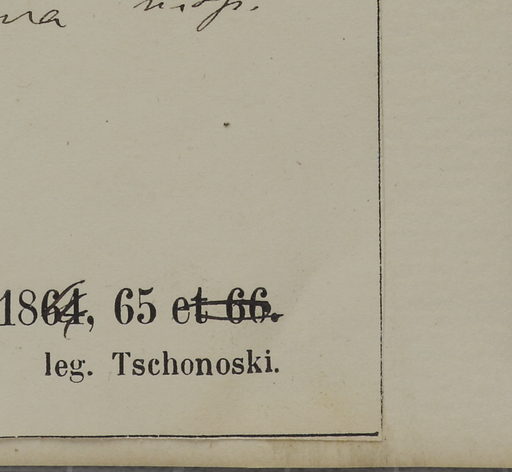 1864, 65 et 66.
leg. Tschonoski.